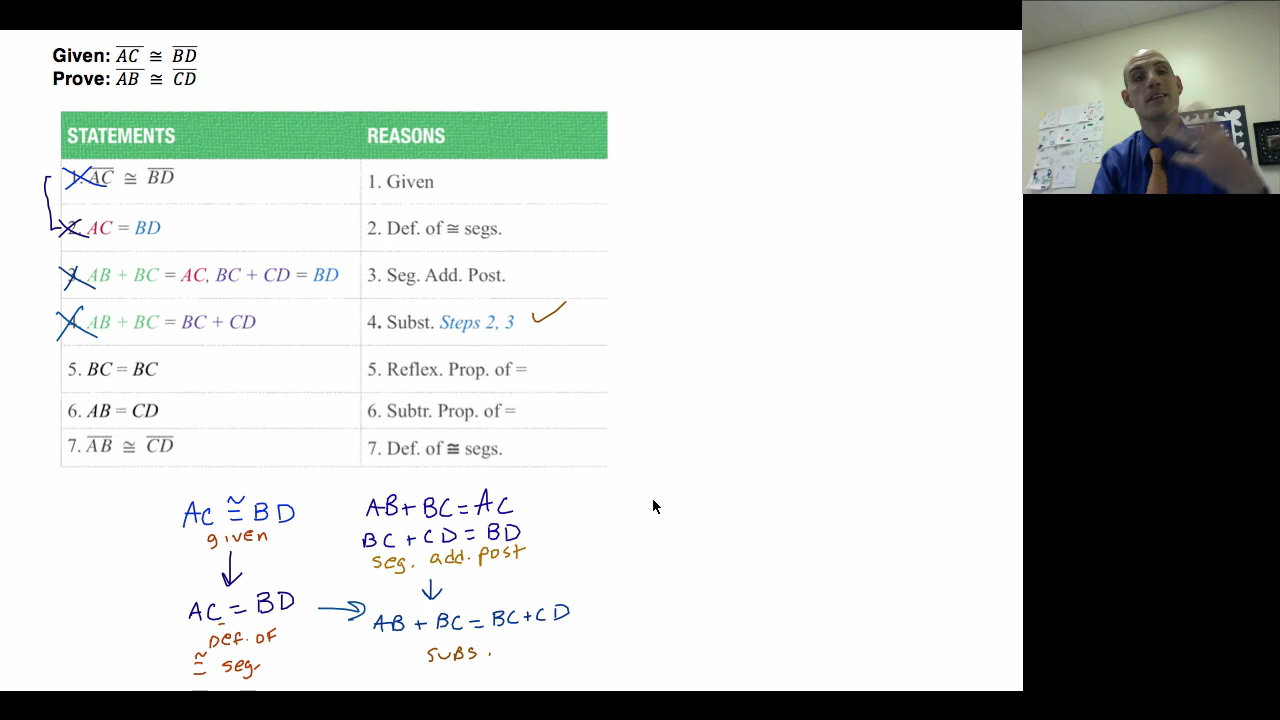 Given: AC ≅ BD
Prove: AB ≅ CD
STATEMENTS REASONS
1. AC ≅ BD 1. Given
2. AC = BD 2. Def. of ≅ segs.
3. AB + BC = AC, BC + CD = BD 3. Seg. Add. Post.
4. AB + BC = BC + CD 4. Subst. Steps 2, 3 ✓
5. BC = BC 5. Reflex. Prop. of =
6. AB = CD 6. Subtr. Prop. of =
7. AB ≅ CD 7. Def. of ≅ segs.
AC ≅ BD
given
AB + BC = AC
BC + CD = BD
seg. add. post
AC = BD
Def. of
≅ seg.
AB + BC = BC + CD
subs.